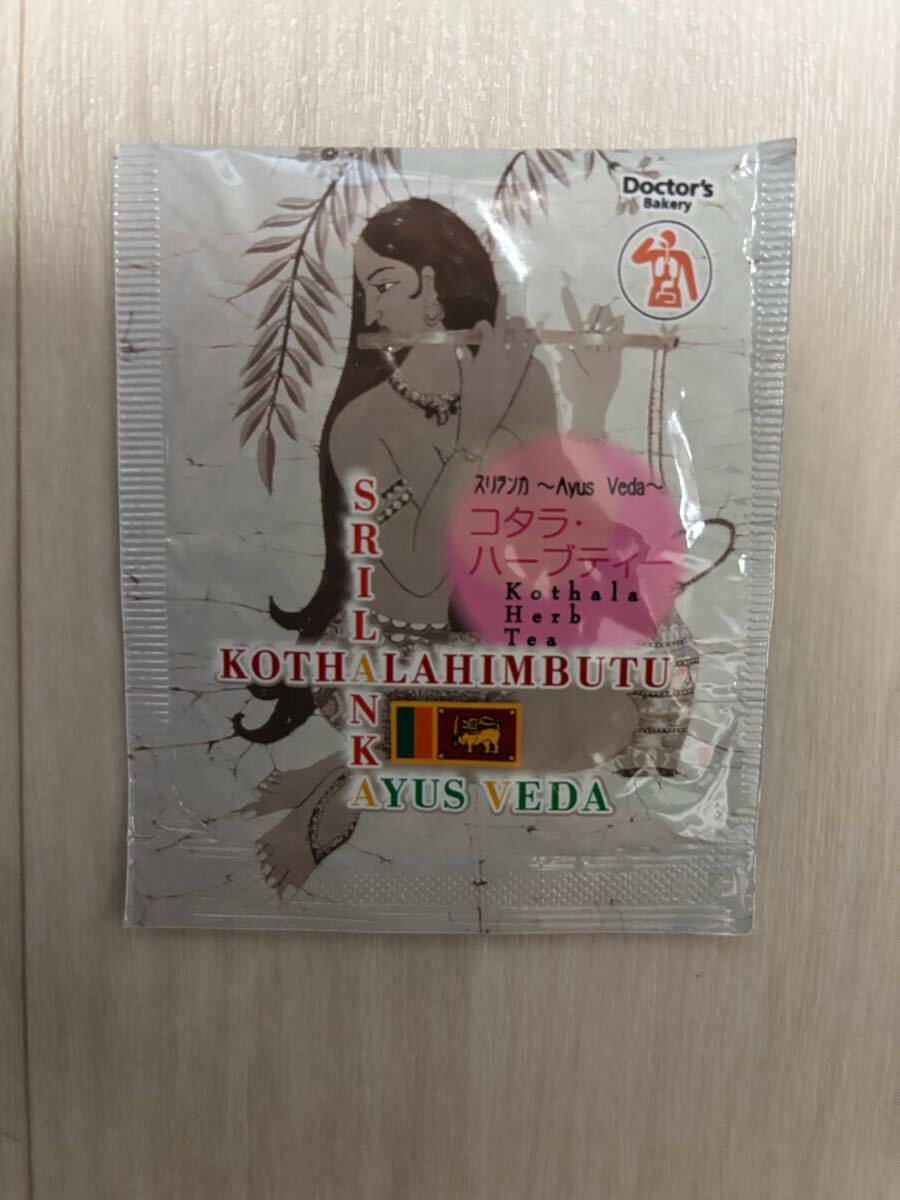 Doctor's
Bakery
スリランカ ～Ayus Veda～
コタラ・
ハーブティー
Kothala
Herb
Tea
SRILANKA
KOTHALAHIMBUTU
AYUS VEDA